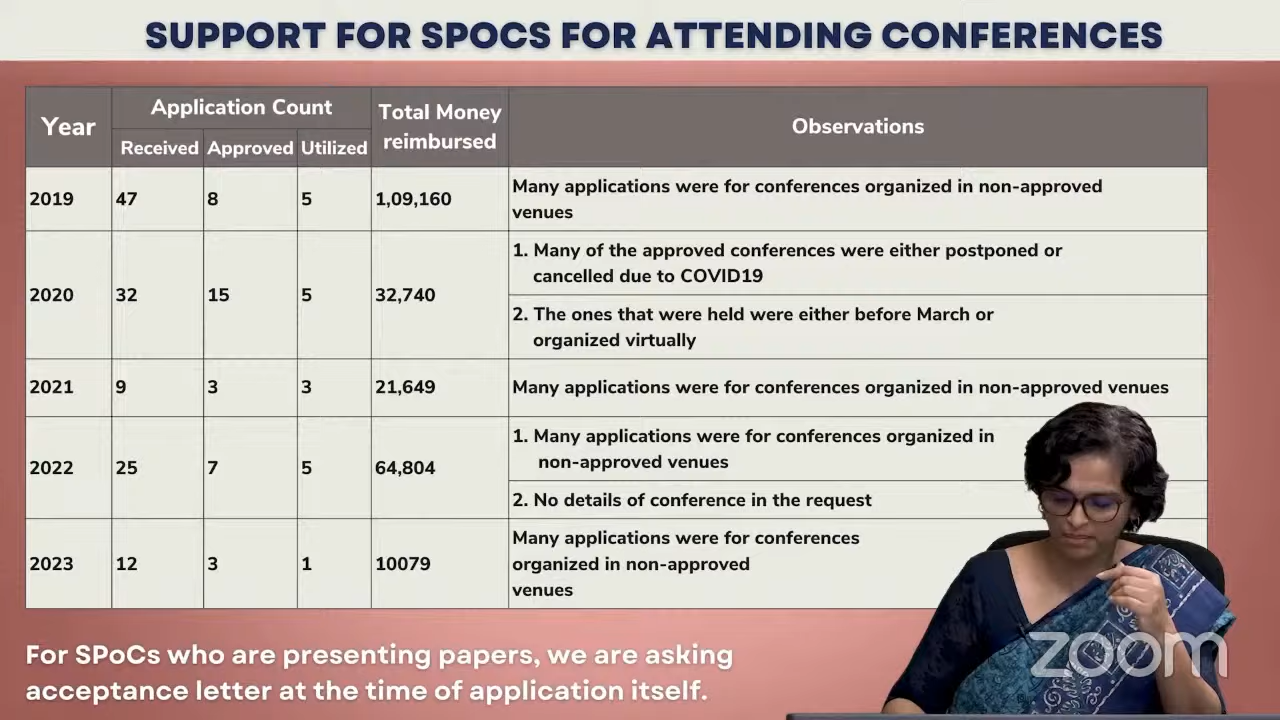 SUPPORT FOR SPOCS FOR ATTENDING CONFERENCES
Year
Application Count
Total Money
reimbursed
Observations
Received Approved Utilized
2019 47 8 5 1,09,160
Many applications were for conferences organized in non-approved
venues
2020 32 15 5 32,740
1. Many of the approved conferences were either postponed or
cancelled due to COVID19
2. The ones that were held were either before March or
organized virtually
2021 9 3 3 21,649 Many applications were for conferences organized in non-approved venues
2022 25 7 5 64,804
1. Many applications were for conferences organized in
non-approved venues
2. No details of conference in the request
2023 12 3 1 10079
Many applications were for conferences
organized in non-approved
venues
For SPoCs who are presenting papers, we are asking
acceptance letter at the time of application itself.
zoom